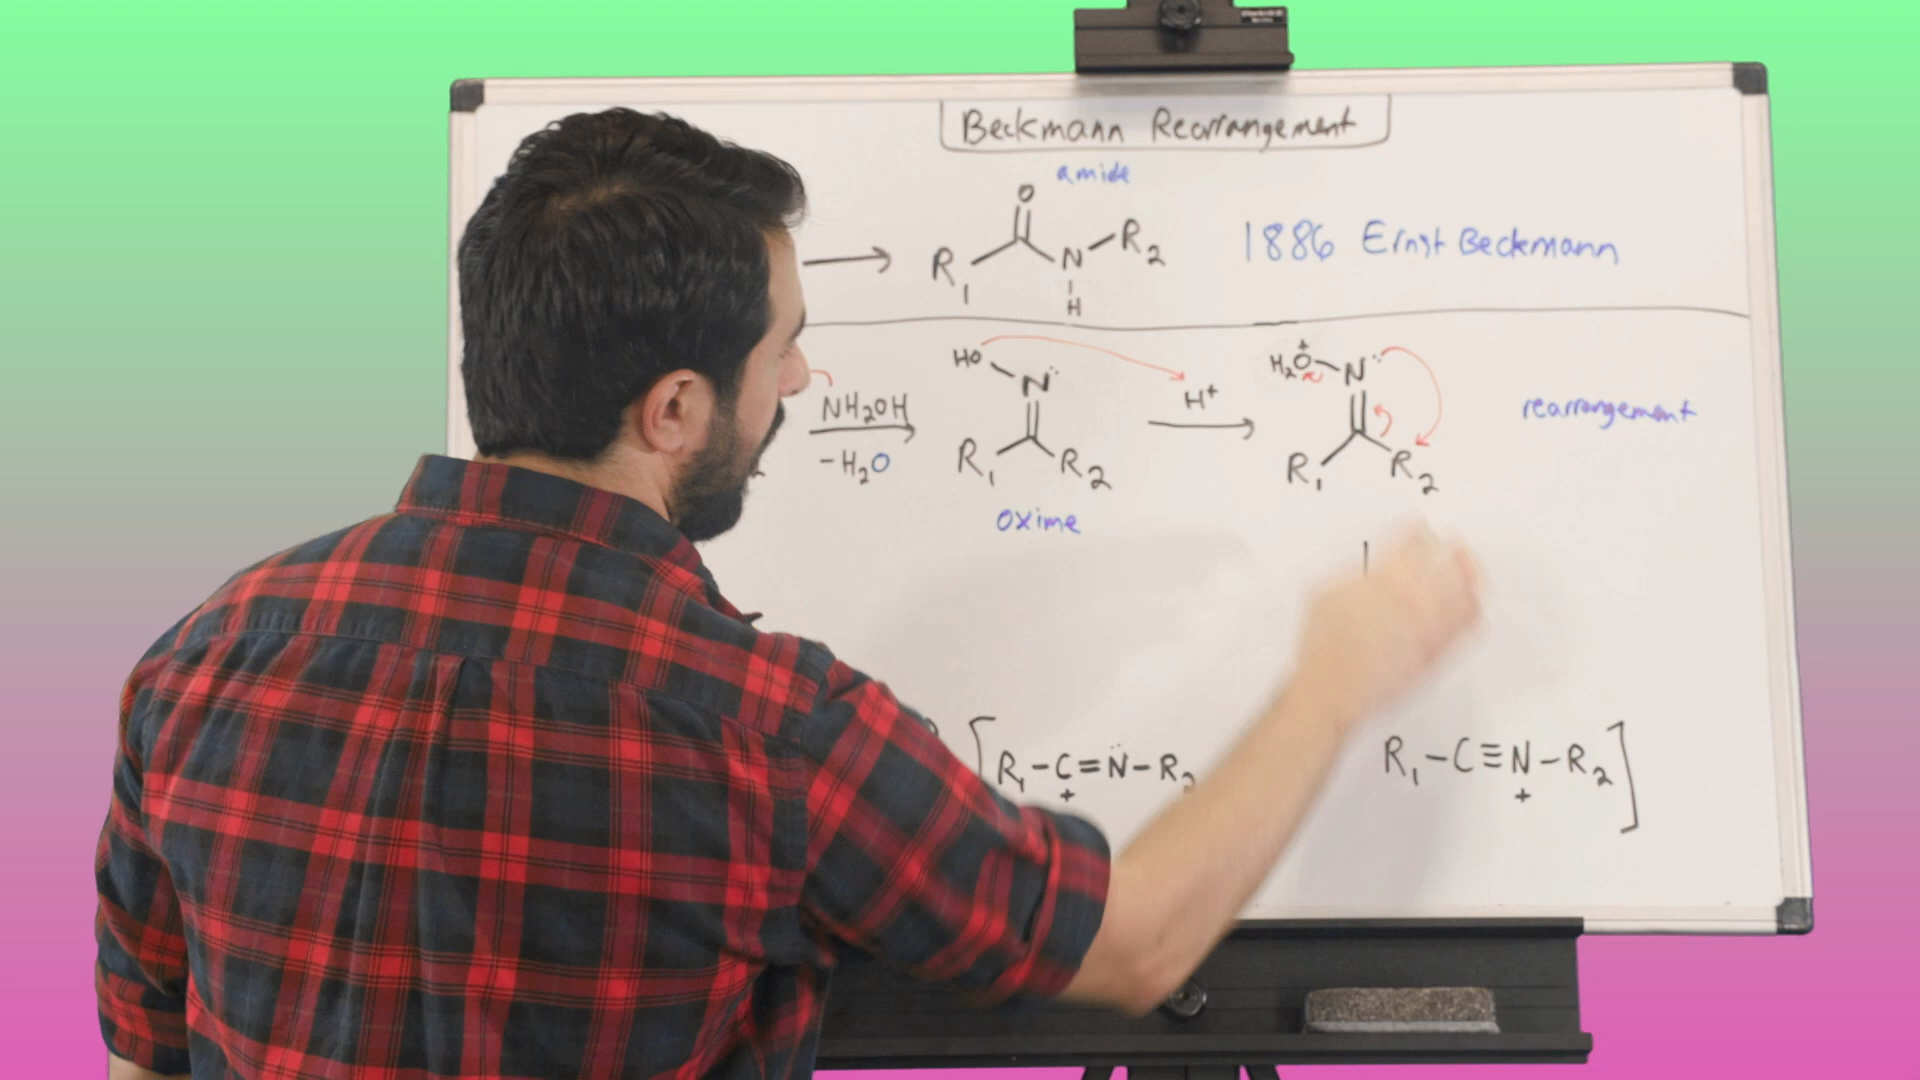 Beckmann Rearrangement
amide
O
R1 N R2
H
1886 Ernst Beckmann
HO N
H+
H2O+ N
NH2OH
-H2O
R1 R2
R1 R2
rearrangement
oxime
[R1-C=N-R2
+
R1-C≡N-R2]
+